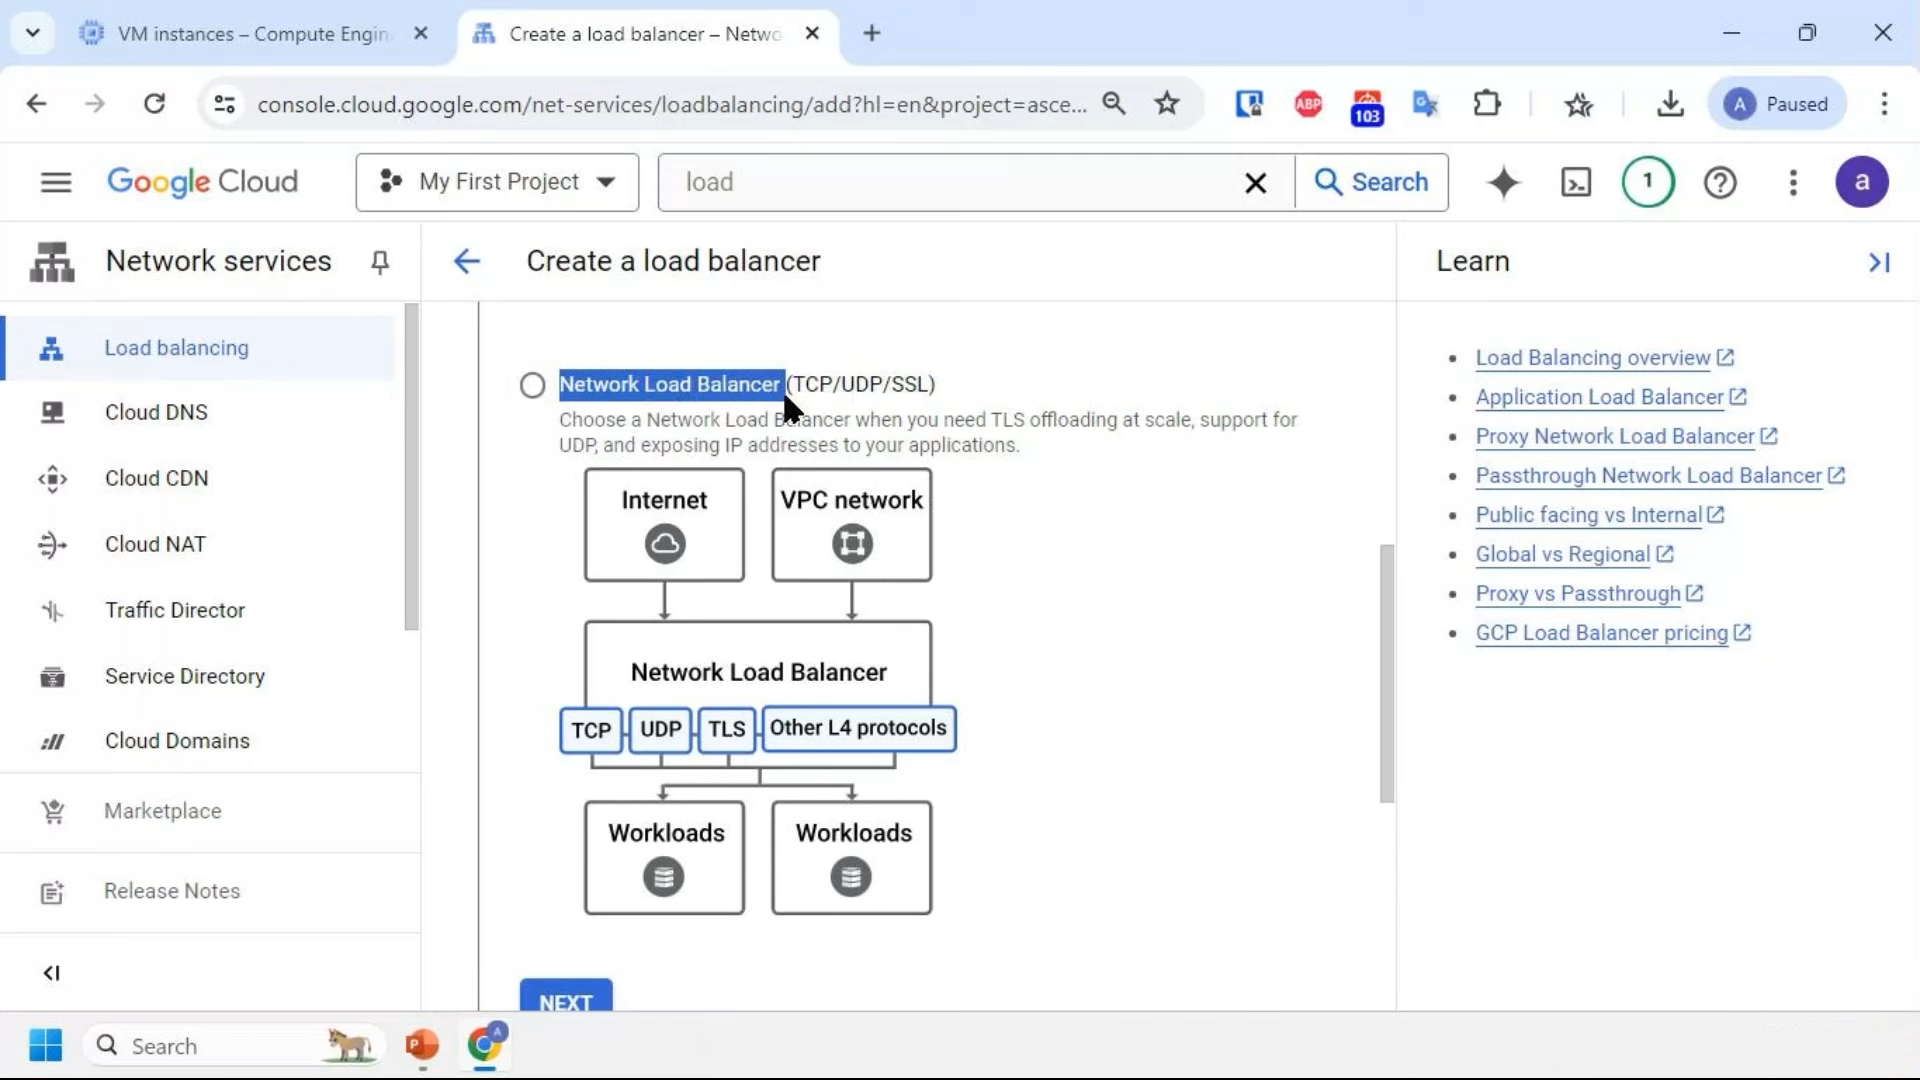 VM instances – Compute Engin
Create a load balancer – Netwo
console.cloud.google.com/net-services/loadbalancing/add?hl=en&project=asce...
ABP
103
A
Paused
Google Cloud
My First Project
load
Search
1
a
Network services
Create a load balancer
Learn
Load balancing
Cloud DNS
Cloud CDN
Cloud NAT
Traffic Director
Service Directory
Cloud Domains
Marketplace
Release Notes
Network Load Balancer (TCP/UDP/SSL)
Choose a Network Load Balancer when you need TLS offloading at scale, support for
UDP, and exposing IP addresses to your applications.
Internet
VPC network
Network Load Balancer
TCP
UDP
TLS
Other L4 protocols
Workloads
Workloads
NEXT
Load Balancing overview
Application Load Balancer
Proxy Network Load Balancer
Passthrough Network Load Balancer
Public facing vs Internal
Global vs Regional
Proxy vs Passthrough
GCP Load Balancer pricing
Search
P
A